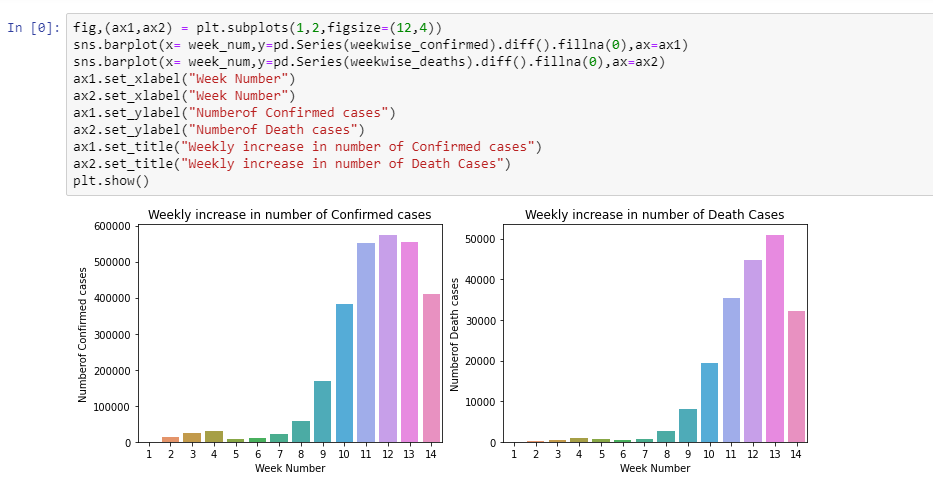 In [0]: fig,(ax1,ax2) = plt.subplots(1,2,figsize=(12,4))
sns.barplot(x= week_num,y=pd.Series(weekwise_confirmed).diff().fillna(0),ax=ax1)
sns.barplot(x= week_num,y=pd.Series(weekwise_deaths).diff().fillna(0),ax=ax2)
ax1.set_xlabel("Week Number")
ax2.set_xlabel("Week Number")
ax1.set_ylabel("Numberof Confirmed cases")
ax2.set_ylabel("Numberof Death cases")
ax1.set_title("Weekly increase in number of Confirmed cases")
ax2.set_title("Weekly increase in number of Death Cases")
plt.show()
Weekly increase in number of Confirmed cases
Numberof Confirmed cases
600000
500000
400000
300000
200000
100000
0
1 2 3 4 5 6 7 8 9 10 11 12 13 14
Week Number
Weekly increase in number of Death Cases
Numberof Death cases
50000
40000
30000
20000
10000
0
1 2 3 4 5 6 7 8 9 10 11 12 13 14
Week Number